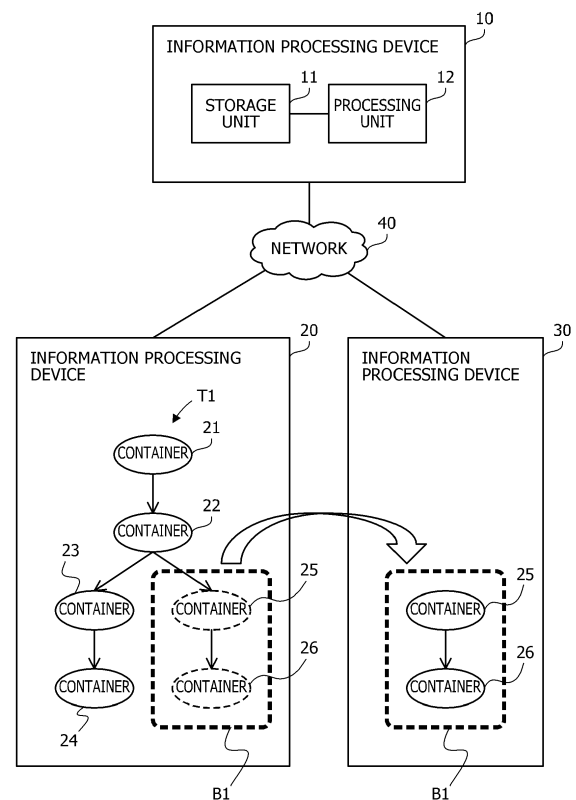 10
INFORMATION PROCESSING DEVICE
11
12
STORAGE
UNIT
PROCESSING
UNIT
40
NETWORK
20
30
INFORMATION PROCESSING
DEVICE
INFORMATION
PROCESSING DEVICE
T1
21
CONTAINER
22
CONTAINER
23
25
25
CONTAINER
CONTAINER
CONTAINER
26
26
CONTAINER
CONTAINER
CONTAINER
24
B1
B1